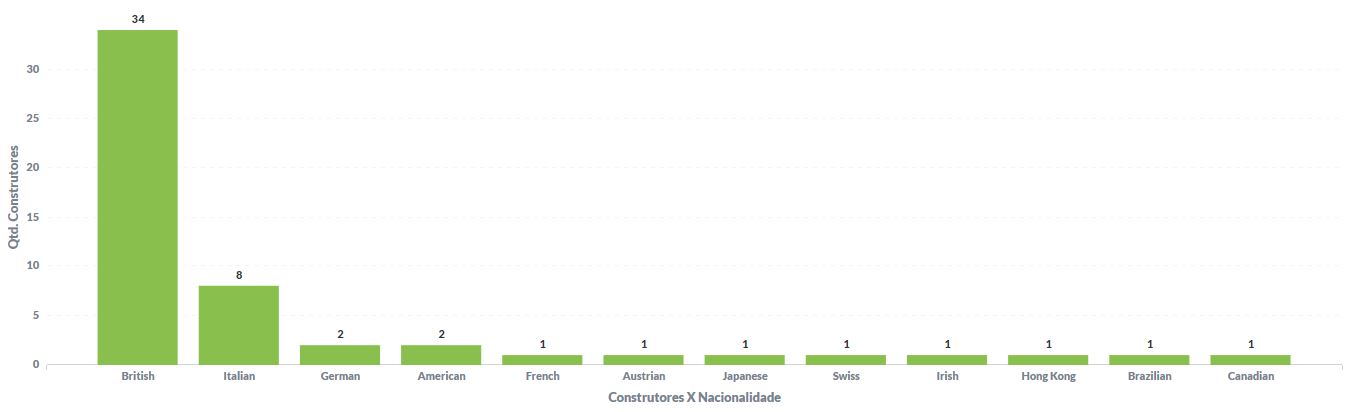 34
30
25
20
15
10
5
0
Qtd. Construtores
8
2
2
1
1
1
1
1
1
1
1
British
Italian
German
American
French
Austrian
Japanese
Swiss
Irish
Hong Kong
Brazilian
Canadian
Construtores X Nacionalidade